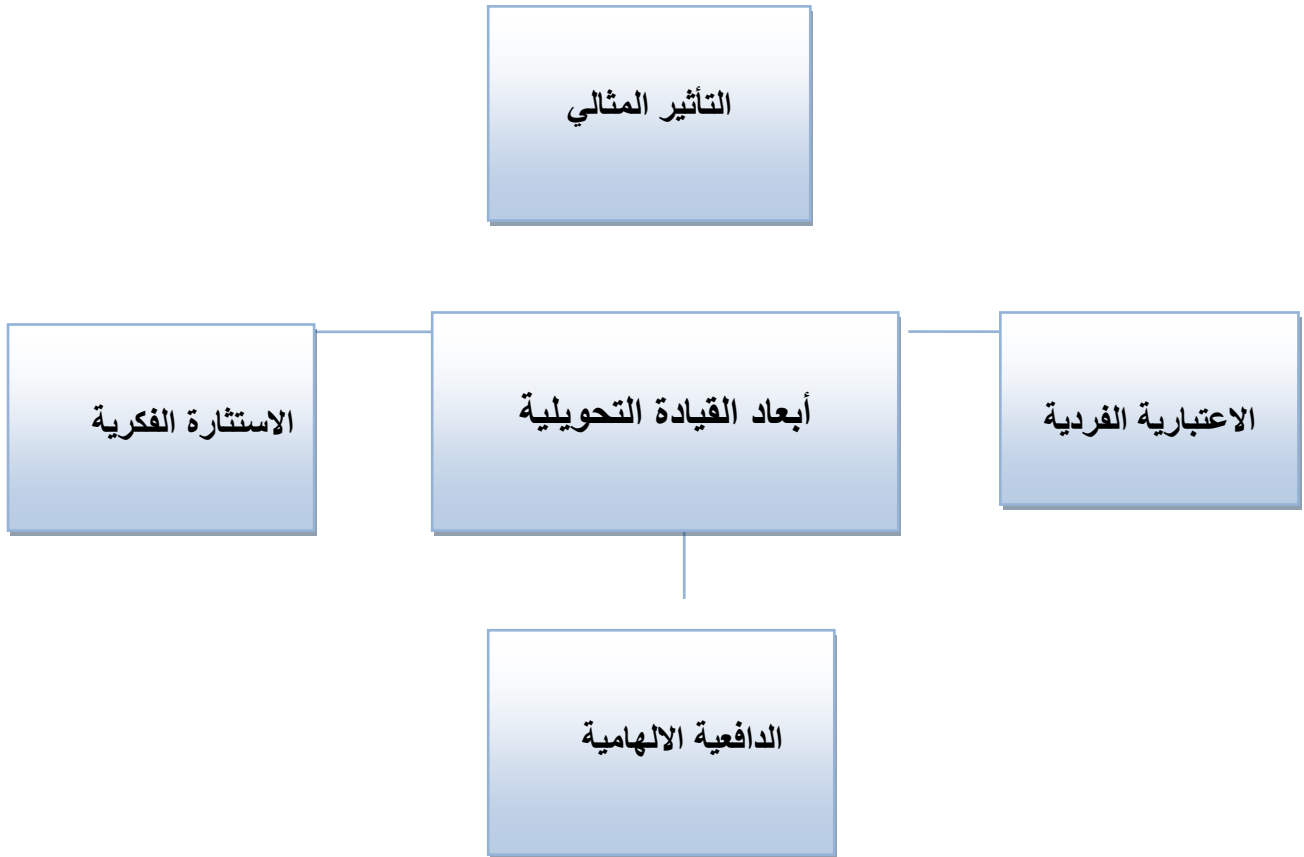 التأثير المثالي
الاعتبارية الفردية
أبعاد القيادة التحويلية
الاستثارة الفكرية
الدافعية الالهامية